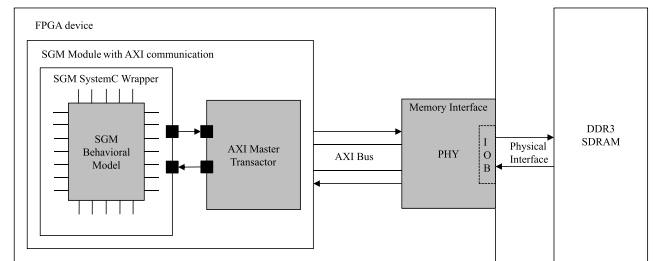 FPGA device
SGM Module with AXI communication
SGM SystemC Wrapper
SGM
Behavioral
Model
AXI Master
Transactor
AXI Bus
Memory Interface
PHY
I
O
B
Physical
Interface
DDR3
SDRAM